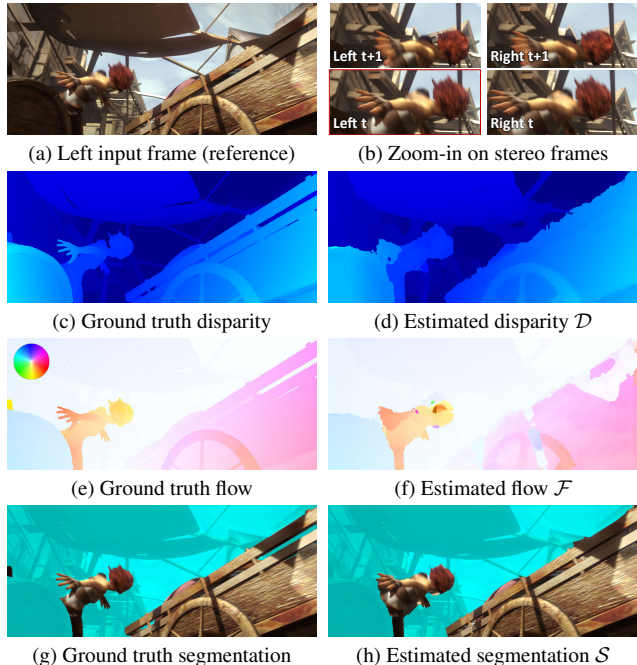 Left t+1
Right t+1
Left t
Right t
(a) Left input frame (reference)
(b) Zoom-in on stereo frames
(c) Ground truth disparity
(d) Estimated disparity 𝒟
(e) Ground truth flow
(f) Estimated flow ℱ
(g) Ground truth segmentation
(h) Estimated segmentation 𝒮